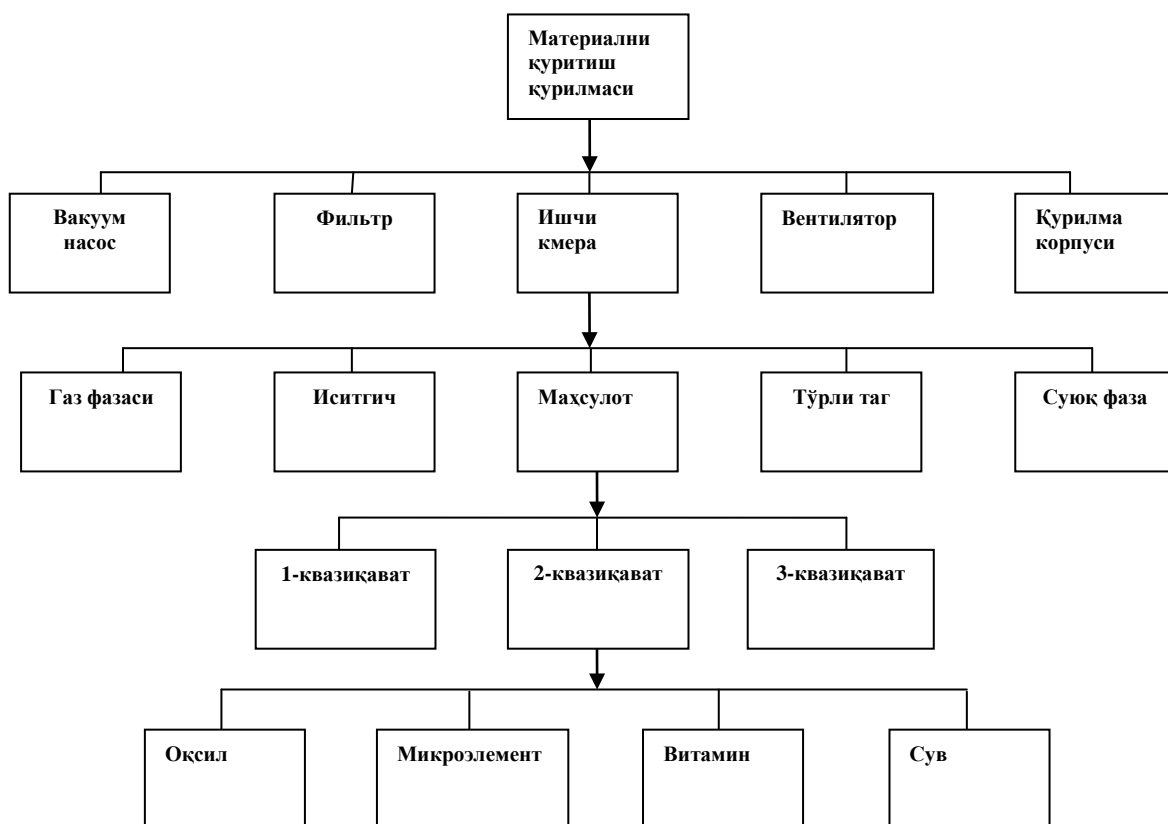 Материални
қуритиш
қурилмаси
Вакуум
насос
Фильтр
Ишчи
кмера
Вентилятор
Қурилма
корпуси
Газ фазаси
Иситгич
Маҳсулот
Тўрли таг
Суюқ фаза
1-квазиқават
2-квазиқават
3-квазиқават
Оқсил
Микроэлемент
Витамин
Сув